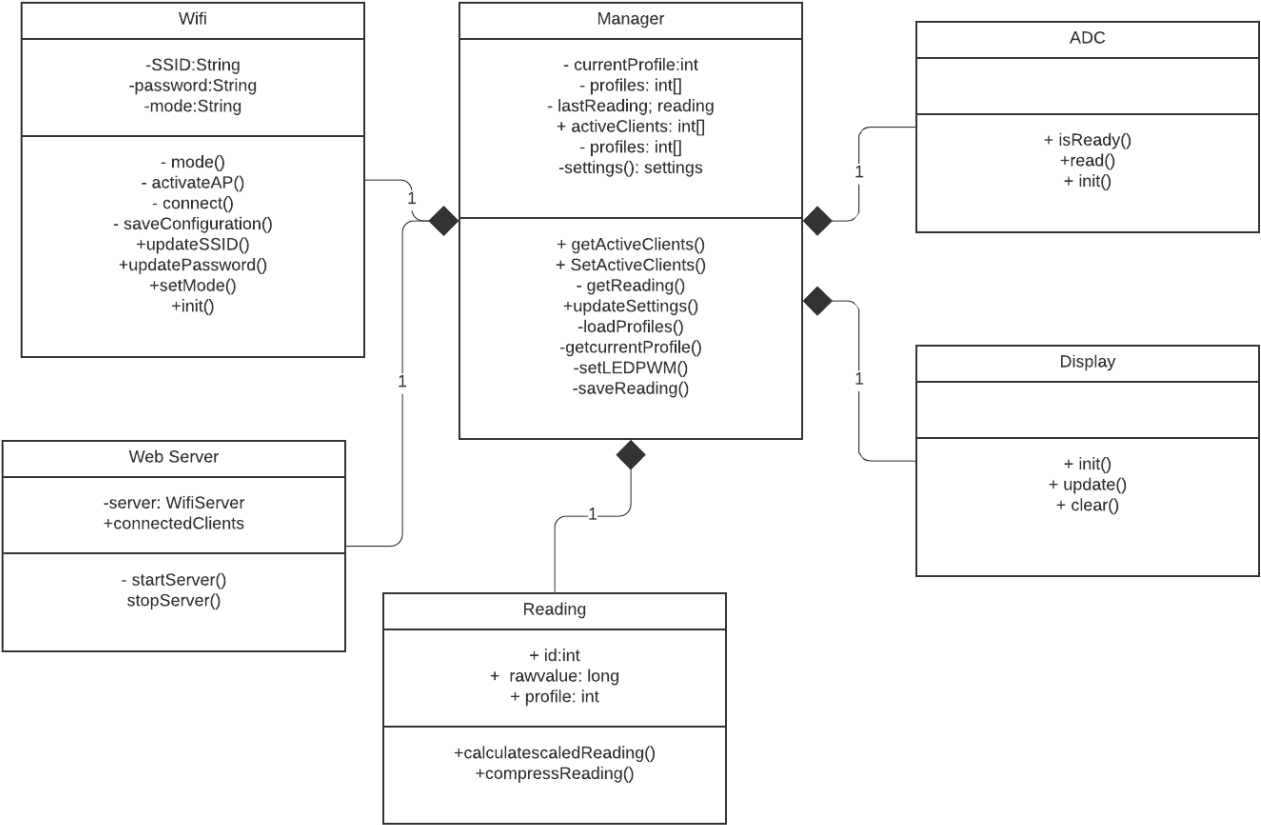 Wifi
-SSID:String
-password:String
-mode:String
- mode()
- activateAP()
- connect()
- saveConfiguration()
+updateSSID()
+updatePassword()
+setMode()
+init()
Manager
- currentProfile:int
- profiles: int[]
- lastReading; reading
+ activeClients: int[]
- profiles: int[]
-settings(): settings
+ getActiveClients()
+ SetActiveClients()
- getReading()
+updateSettings()
-loadProfiles()
-getcurrentProfile()
-setLEDPWM()
-saveReading()
ADC
+ isReady()
+read()
+ init()
1
1
1
1
Display
+ init()
+ update()
+ clear()
Web Server
-server: WifiServer
+connectedClients
- startServer()
stopServer()
1
Reading
+ id:int
+  rawvalue: long
+ profile: int
+calculatescaledReading()
+compressReading()